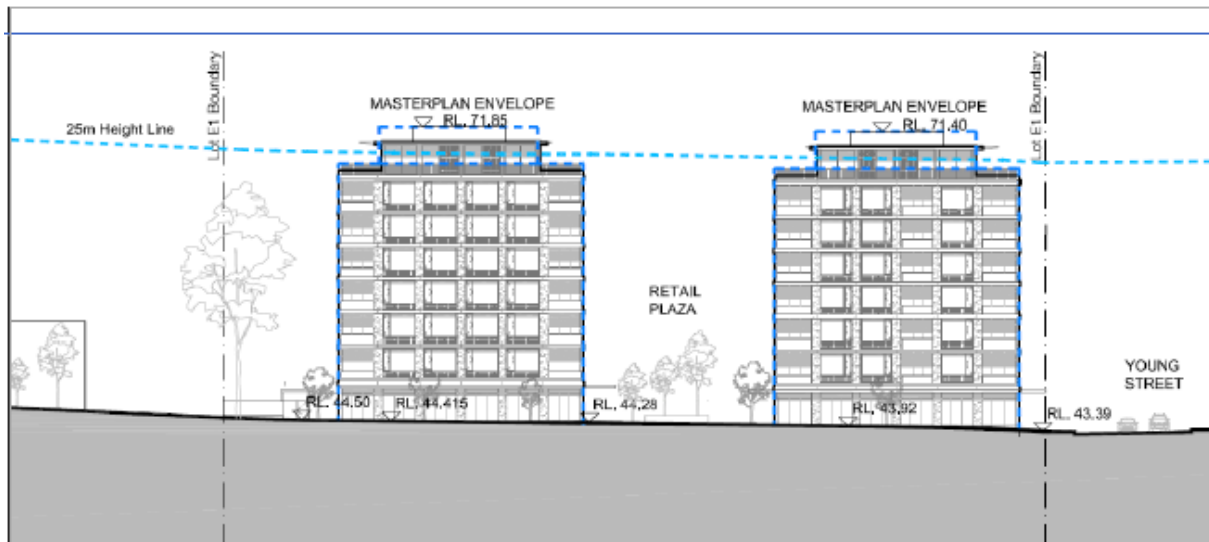 Lot E1 Boundary
Lot E1 Boundary
MASTERPLAN ENVELOPE
RL. 71.85
MASTERPLAN ENVELOPE
RL. 71.40
25m Height Line
RETAIL
PLAZA
YOUNG
STREET
RL. 44.50
RL. 44.415
RL. 44.28
RL. 43.92
RL. 43.39